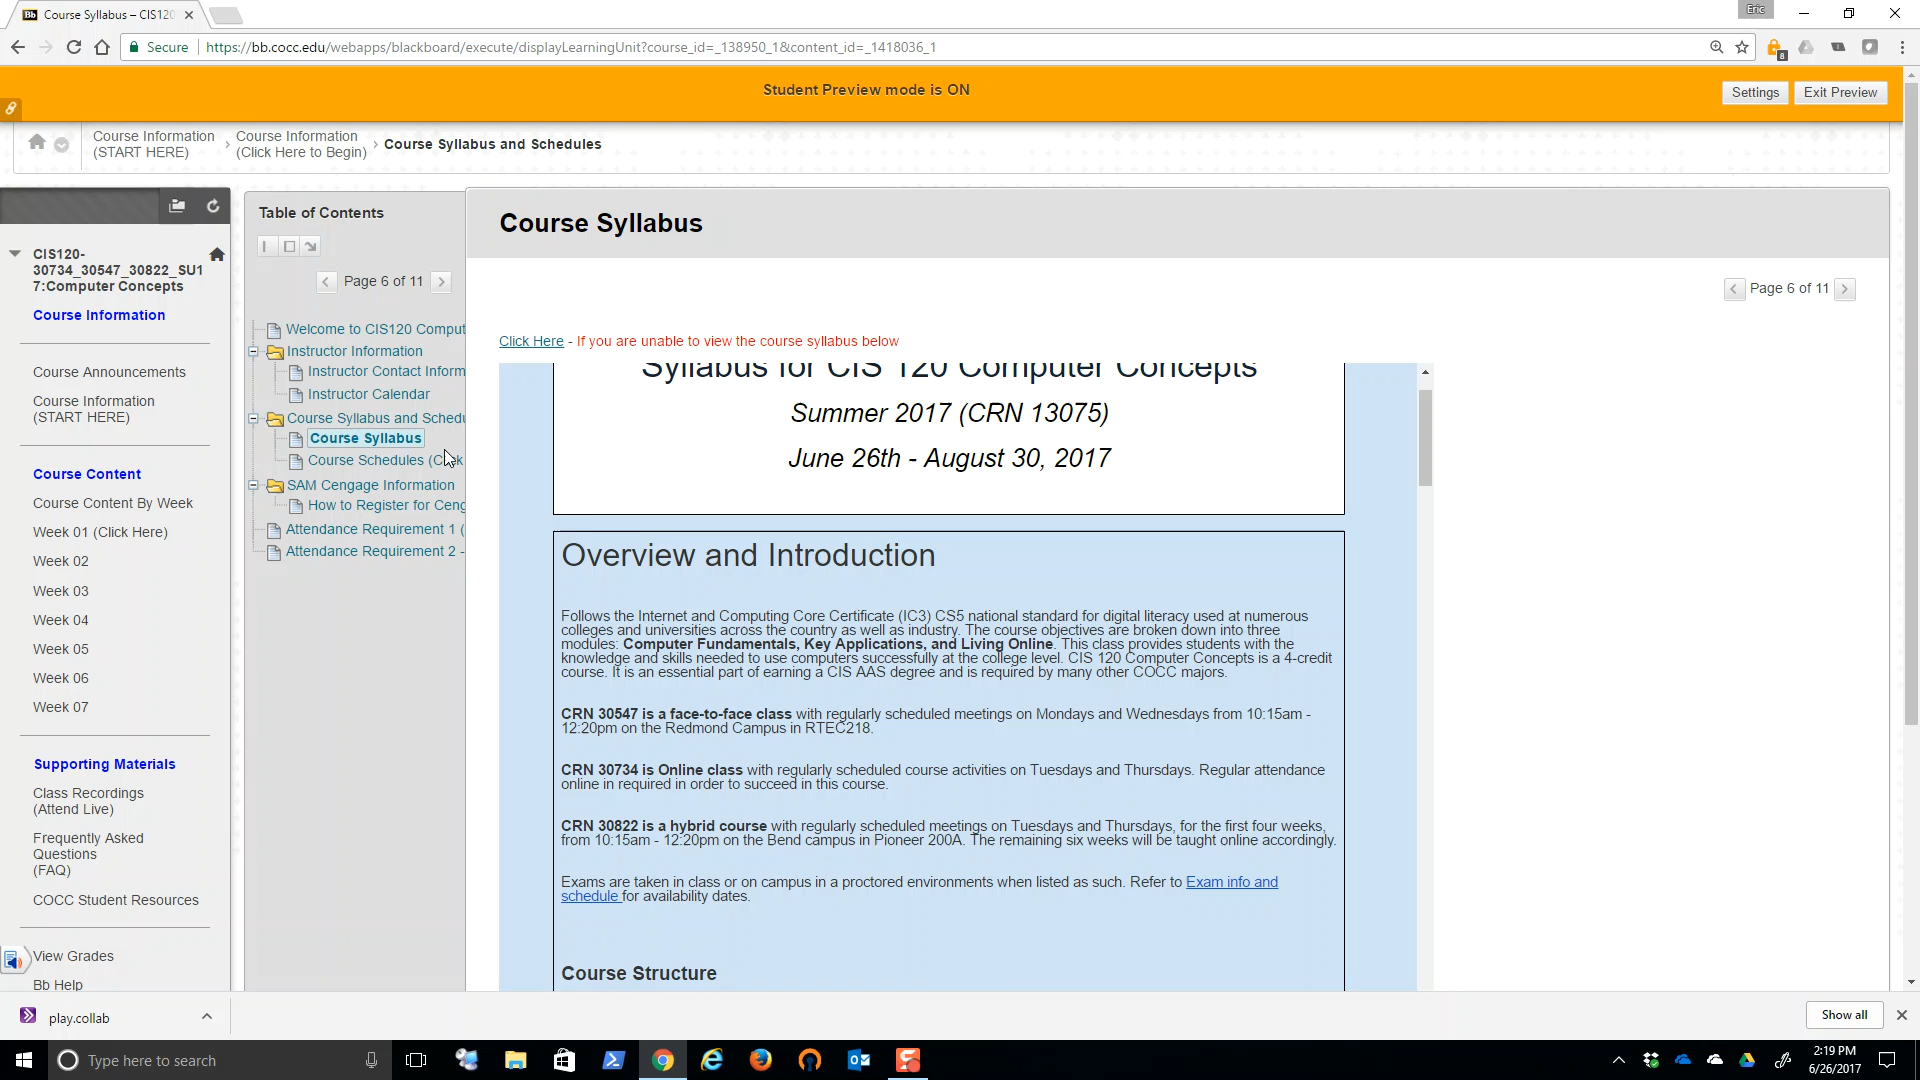 Course Syllabus – CIS120
Eric
Secure
https://bb.cocc.edu/webapps/blackboard/execute/displayLearningUnit?course_id=_138950_1&content_id=_1418036_1
8
Student Preview mode is ON
Settings
Exit Preview
Course Information
(START HERE)
Course Information
(Click Here to Begin)
Course Syllabus and Schedules
CIS120-
30734_30547_30822_SU1
7:Computer Concepts
Course Information
Course Announcements
Course Information
(START HERE)
Course Content
Course Content By Week
Week 01 (Click Here)
Week 02
Week 03
Week 04
Week 05
Week 06
Week 07
Supporting Materials
Class Recordings
(Attend Live)
Frequently Asked
Questions
(FAQ)
COCC Student Resources
View Grades
Bb Help
Table of Contents
Page 6 of 11
Welcome to CIS120 Comput
Instructor Information
Instructor Contact Inform
Instructor Calendar
Course Syllabus and Schedu
Course Syllabus
Course Schedules (Click
SAM Cengage Information
How to Register for Ceng
Attendance Requirement 1 (
Attendance Requirement 2 -
Course Syllabus
Page 6 of 11
Click Here - If you are unable to view the course syllabus below
Syllabus for CIS 120 Computer Concepts
Summer 2017 (CRN 13075)
June 26th - August 30, 2017
Overview and Introduction
Follows the Internet and Computing Core Certificate (IC3) CS5 national standard for digital literacy used at numerous
colleges and universities across the country as well as industry. The course objectives are broken down into three
modules: Computer Fundamentals, Key Applications, and Living Online. This class provides students with the
knowledge and skills needed to use computers successfully at the college level. CIS 120 Computer Concepts is a 4-credit
course. It is an essential part of earning a CIS AAS degree and is required by many other COCC majors.
CRN 30547 is a face-to-face class with regularly scheduled meetings on Mondays and Wednesdays from 10:15am -
12:20pm on the Redmond Campus in RTEC218.
CRN 30734 is Online class with regularly scheduled course activities on Tuesdays and Thursdays. Regular attendance
online in required in order to succeed in this course.
CRN 30822 is a hybrid course with regularly scheduled meetings on Tuesdays and Thursdays, for the first four weeks,
from 10:15am - 12:20pm on the Bend campus in Pioneer 200A. The remaining six weeks will be taught online accordingly.
Exams are taken in class or on campus in a proctored environments when listed as such. Refer to Exam info and
schedule for availability dates.
Course Structure
play.collab
Show all
Type here to search
2:19 PM
6/26/2017